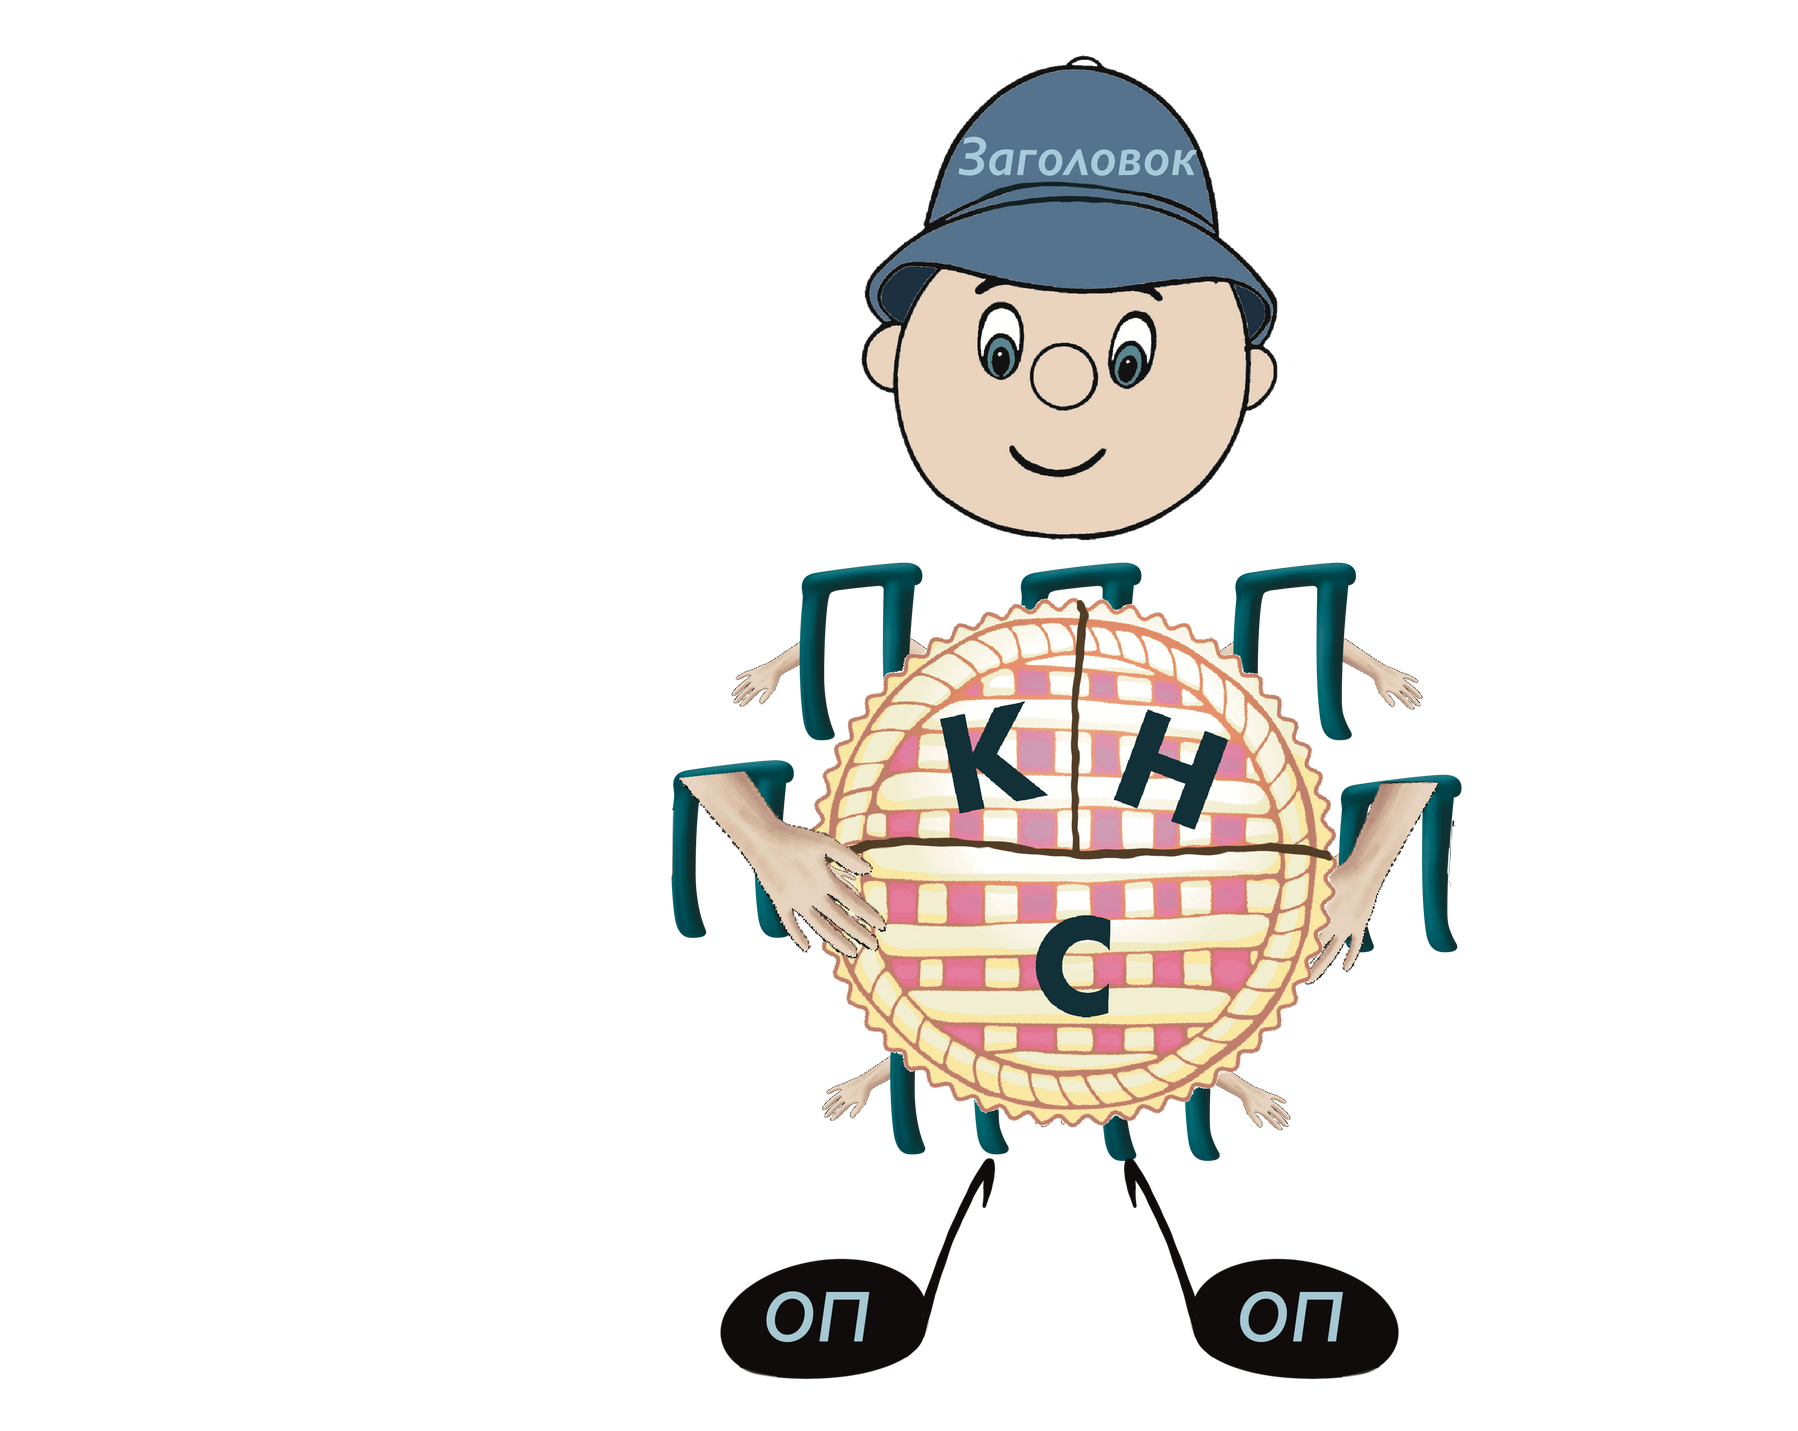 Заголовок
П П П
К Н
П П
С
ОП ОП